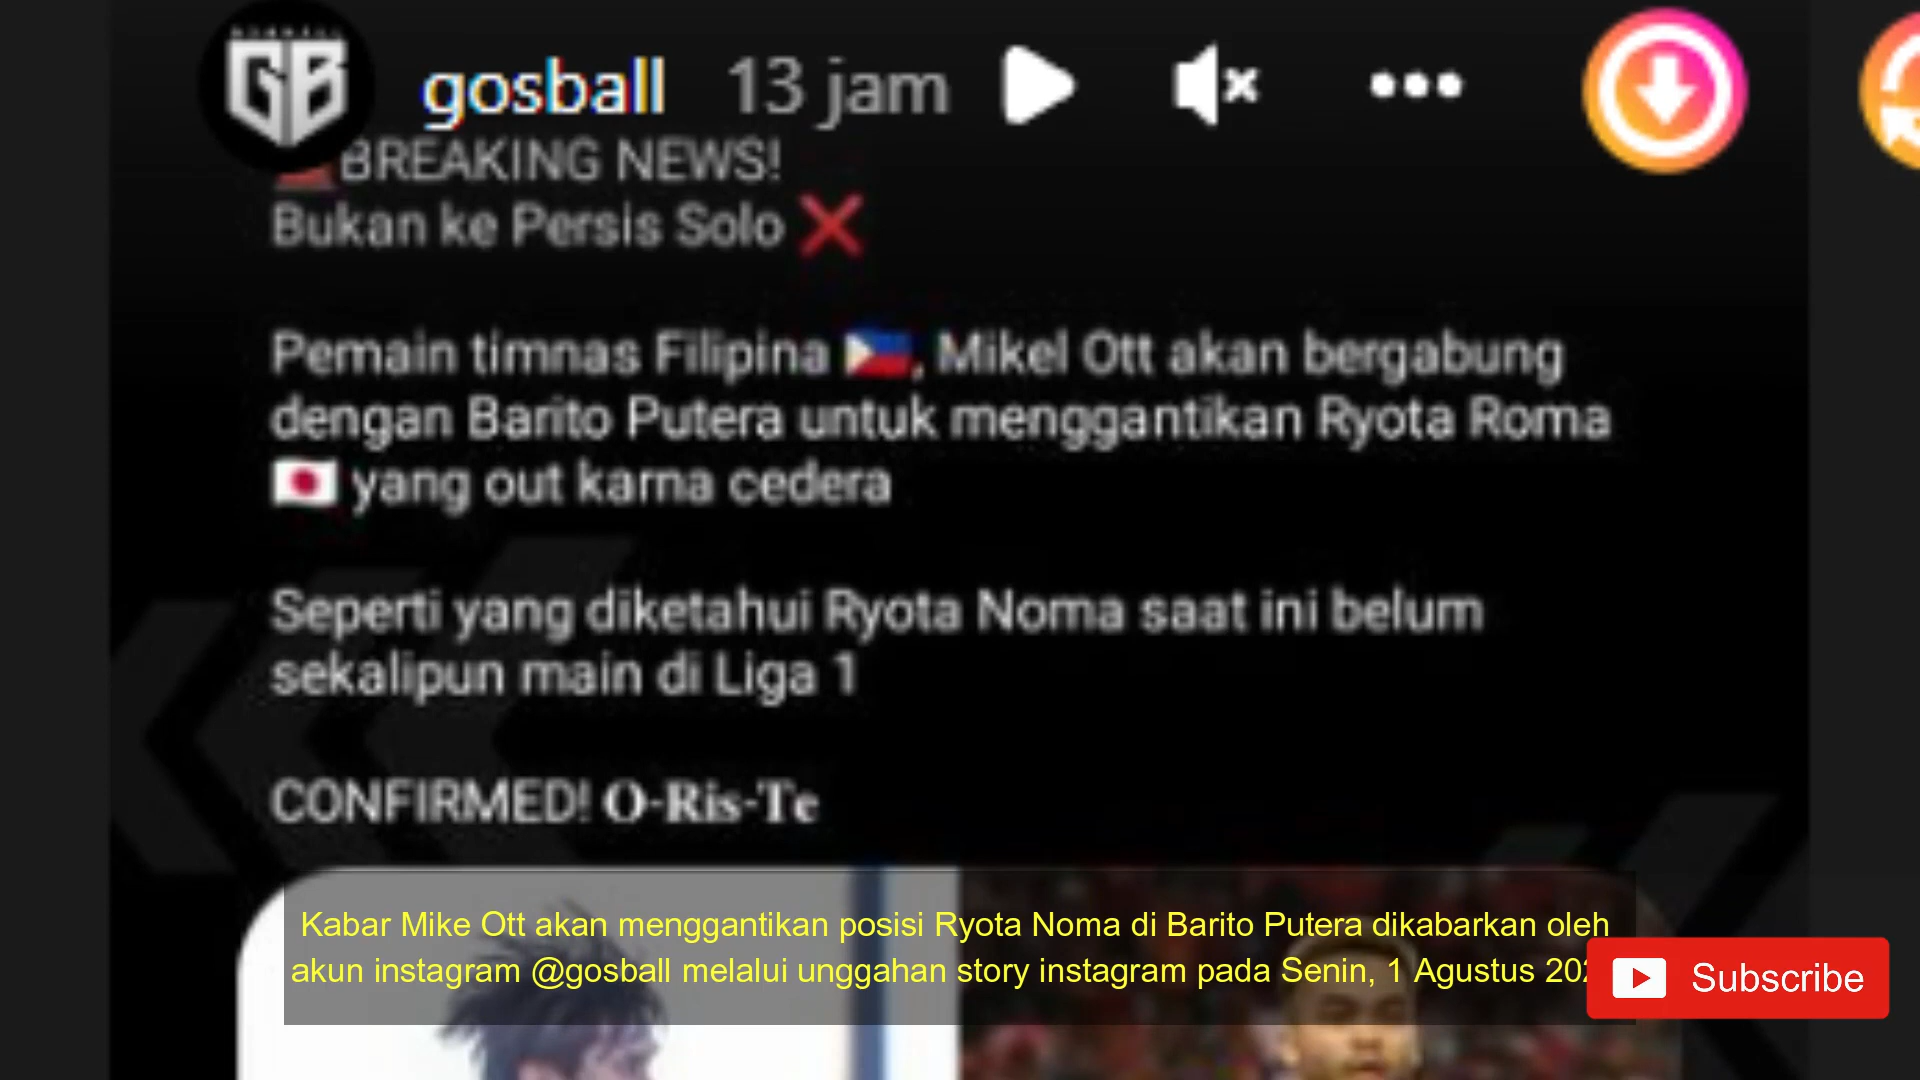 GB
gosball 13 jam
BREAKING NEWS!
Bukan ke Persis Solo ❌
Pemain timnas Filipina 🇵🇭, Mikel Ott akan bergabung
dengan Barito Putera untuk menggantikan Ryota Roma
🇯🇵 yang out karna cedera
Seperti yang diketahui Ryota Noma saat ini belum
sekalipun main di Liga 1
CONFIRMED! O-Ris-Te
Kabar Mike Ott akan menggantikan posisi Ryota Noma di Barito Putera dikabarkan oleh
akun instagram @gosball melalui unggahan story instagram pada Senin, 1 Agustus
Subscribe